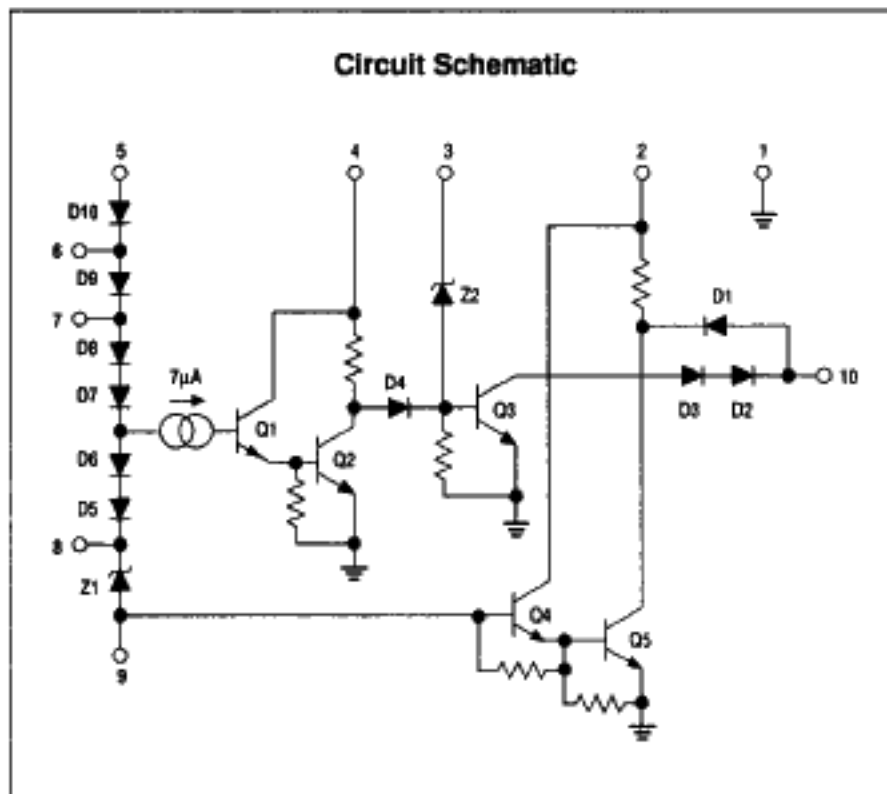 Circuit Schematic
5 4 3 2 1
D10
6
D9
Z2
7
D1
D8
7µA
D7
D4
10
Q3
D3 D2
Q1
D6
Q2
D5
8
Z1
Q4
Q5
9